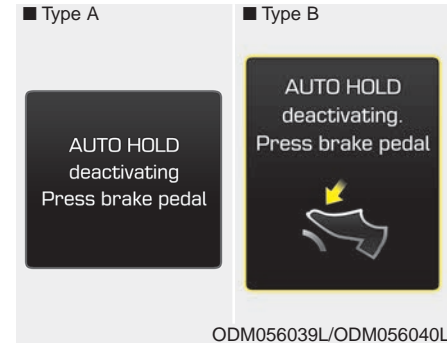 ■ Type A
■ Type B
AUTO HOLD
deactivating
Press brake pedal
AUTO HOLD
deactivating.
Press brake pedal
ODM056039L/ODM056040L